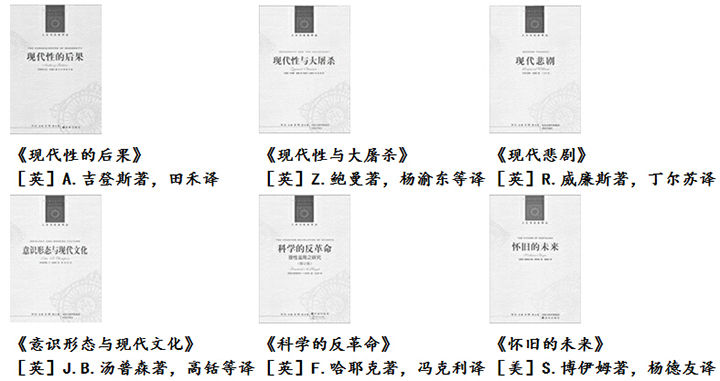 现代性的后果
现代性与大屠杀
现代悲剧
《现代性的后果》
[英]A.吉登斯著，田禾译
《现代性与大屠杀》
[英]Z.鲍曼著，杨渝东等译
《现代悲剧》
[英]R.威廉斯著，丁尔苏译
意识形态与现代文化
科学的反革命
理性滥用之研究
怀旧的未来
《意识形态与现代文化》
[英]J.B.汤普森著，高铦等译
《科学的反革命》
[英]F.哈耶克著，冯克利译
《怀旧的未来》
[美]S.博伊姆著，杨德友译